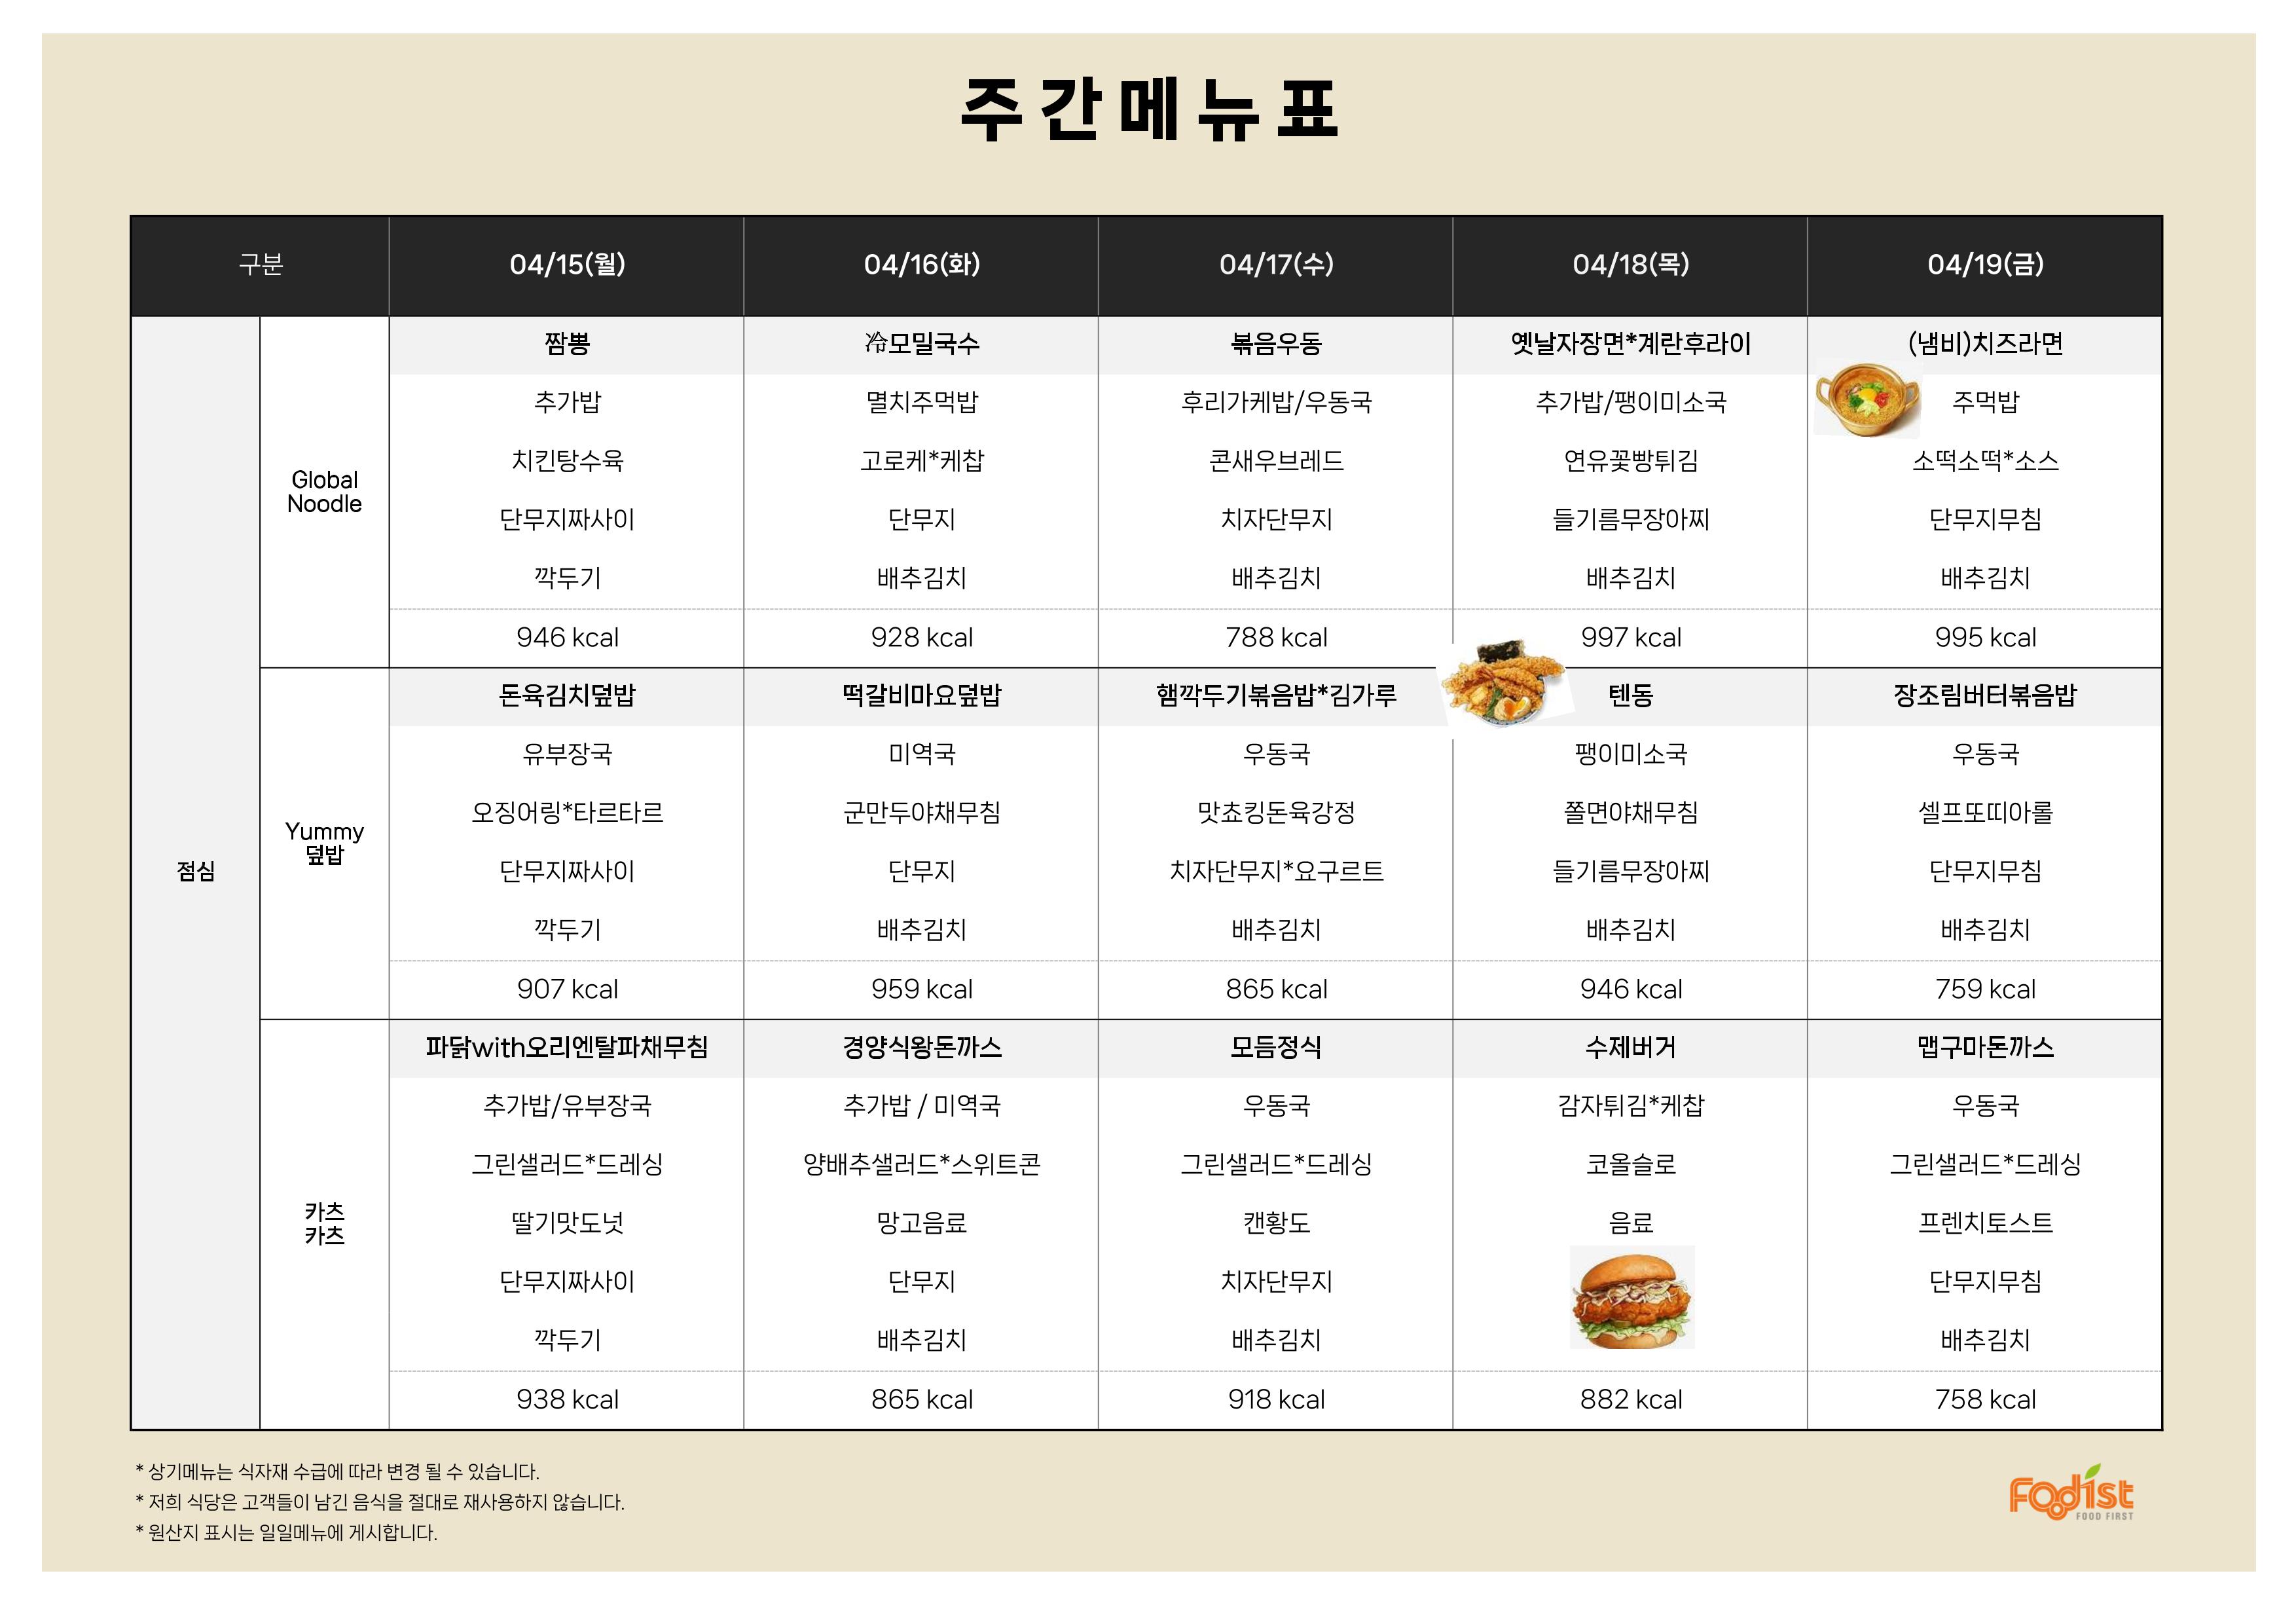 주간메뉴표
구분 04/15(월) 04/16(화) 04/17(수) 04/18(목) 04/19(금)
점심
Global
Noodle
짬뽕 冷모밀국수 볶음우동 옛날자장면*계란후라이 (냄비)치즈라면
추가밥 멸치주먹밥 후리가케밥/우동국 추가밥/팽이미소국 주먹밥
치킨탕수육 고로케*케찹 콘새우브레드 연유꽃빵튀김 소떡소떡*소스
단무지짜사이 단무지 치자단무지 들기름무장아찌 단무지무침
깍두기 배추김치 배추김치 배추김치 배추김치
946 kcal 928 kcal 788 kcal 997 kcal 995 kcal
Yummy
덮밥
돈육김치덮밥 떡갈비마요덮밥 햄깍두기볶음밥*김가루 텐동 장조림버터볶음밥
유부장국 미역국 우동국 팽이미소국 우동국
오징어링*타르타르 군만두야채무침 맛쵸킹돈육강정 쫄면야채무침 셀프또띠아롤
단무지짜사이 단무지 치자단무지*요구르트 들기름무장아찌 단무지무침
깍두기 배추김치 배추김치 배추김치 배추김치
907 kcal 959 kcal 865 kcal 946 kcal 759 kcal
카츠
카츠
파닭with오리엔탈파채무침 경양식왕돈까스 모듬정식 수제버거 맵구마돈까스
추가밥/유부장국 추가밥 / 미역국 우동국 감자튀김*케찹 우동국
그린샐러드*드레싱 양배추샐러드*스위트콘 그린샐러드*드레싱 코올슬로 그린샐러드*드레싱
딸기맛도넛 망고음료 캔황도 음료 프렌치토스트
단무지짜사이 단무지 치자단무지 단무지무침
깍두기 배추김치 배추김치 배추김치
938 kcal 865 kcal 918 kcal 882 kcal 758 kcal
* 상기메뉴는 식자재 수급에 따라 변경 될 수 있습니다.
* 저희 식당은 고객들이 남긴 음식을 절대로 재사용하지 않습니다.
* 원산지 표시는 일일메뉴에 게시합니다.
Fodist
FOOD FIRST